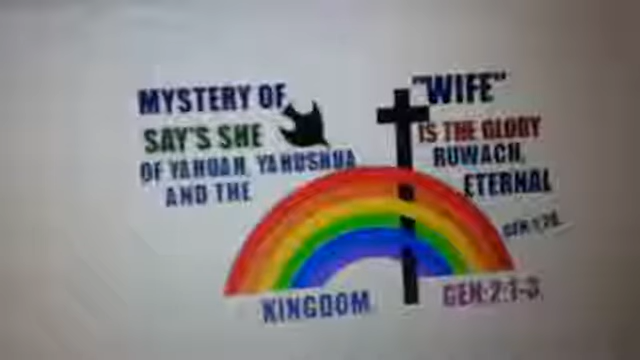 MYSTERY OF "WIFE"
SAY'S SHE IS THE GLORY
OF YAHUAH, YAHUSHUA RUWACH,
AND THE ETERNAL
KINGDOM GEN:2:1-3,